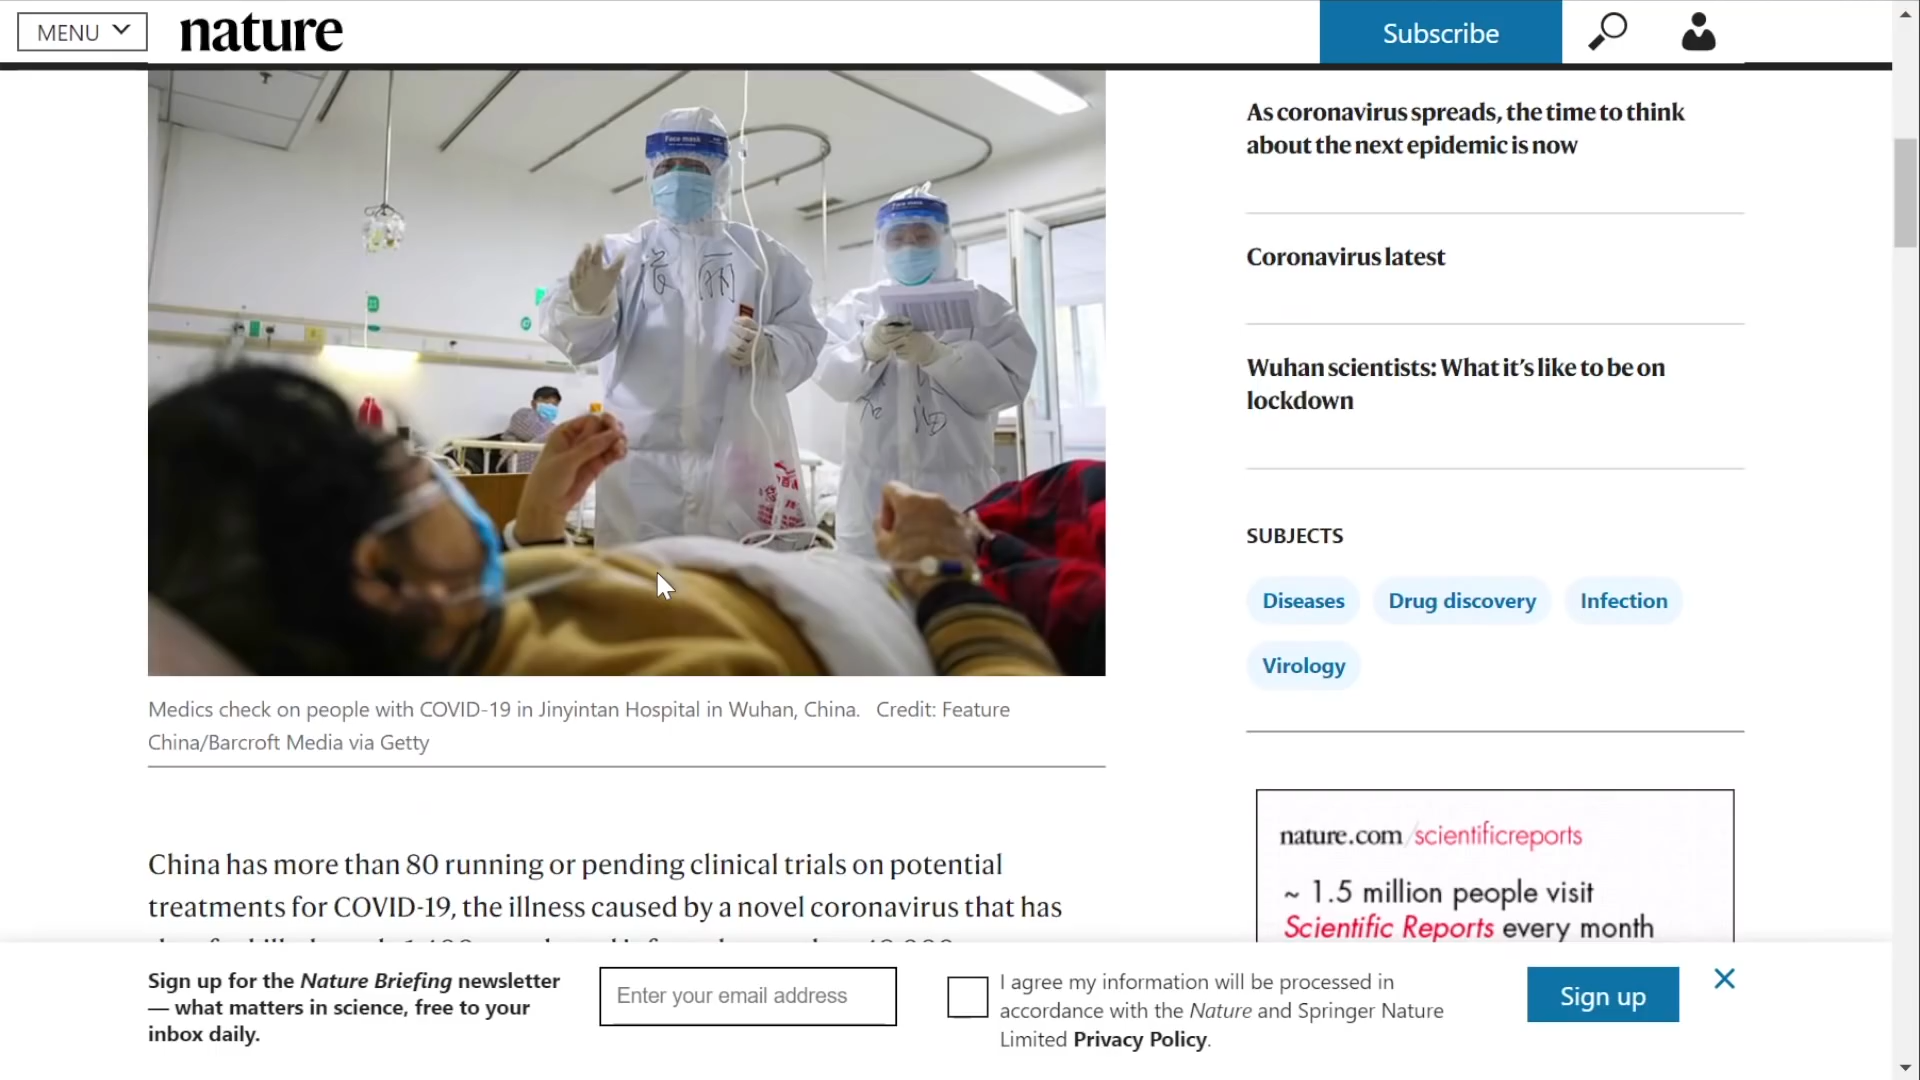 MENU
nature
Subscribe
Face mask
Face mask
丽
Medics check on people with COVID-19 in Jinyintan Hospital in Wuhan, China. Credit: Feature
China/Barcroft Media via Getty
China has more than 80 running or pending clinical trials on potential
treatments for COVID-19, the illness caused by a novel coronavirus that has
As coronavirus spreads, the time to think
about the next epidemic is now
Coronavirus latest
Wuhan scientists: What it’s like to be on
lockdown
SUBJECTS
Diseases
Drug discovery
Infection
Virology
nature.com/scientificreports
~ 1.5 million people visit
Scientific Reports every month
Sign up for the Nature Briefing newsletter
— what matters in science, free to your
inbox daily.
Enter your email address
I agree my information will be processed in
accordance with the Nature and Springer Nature
Limited Privacy Policy.
Sign up